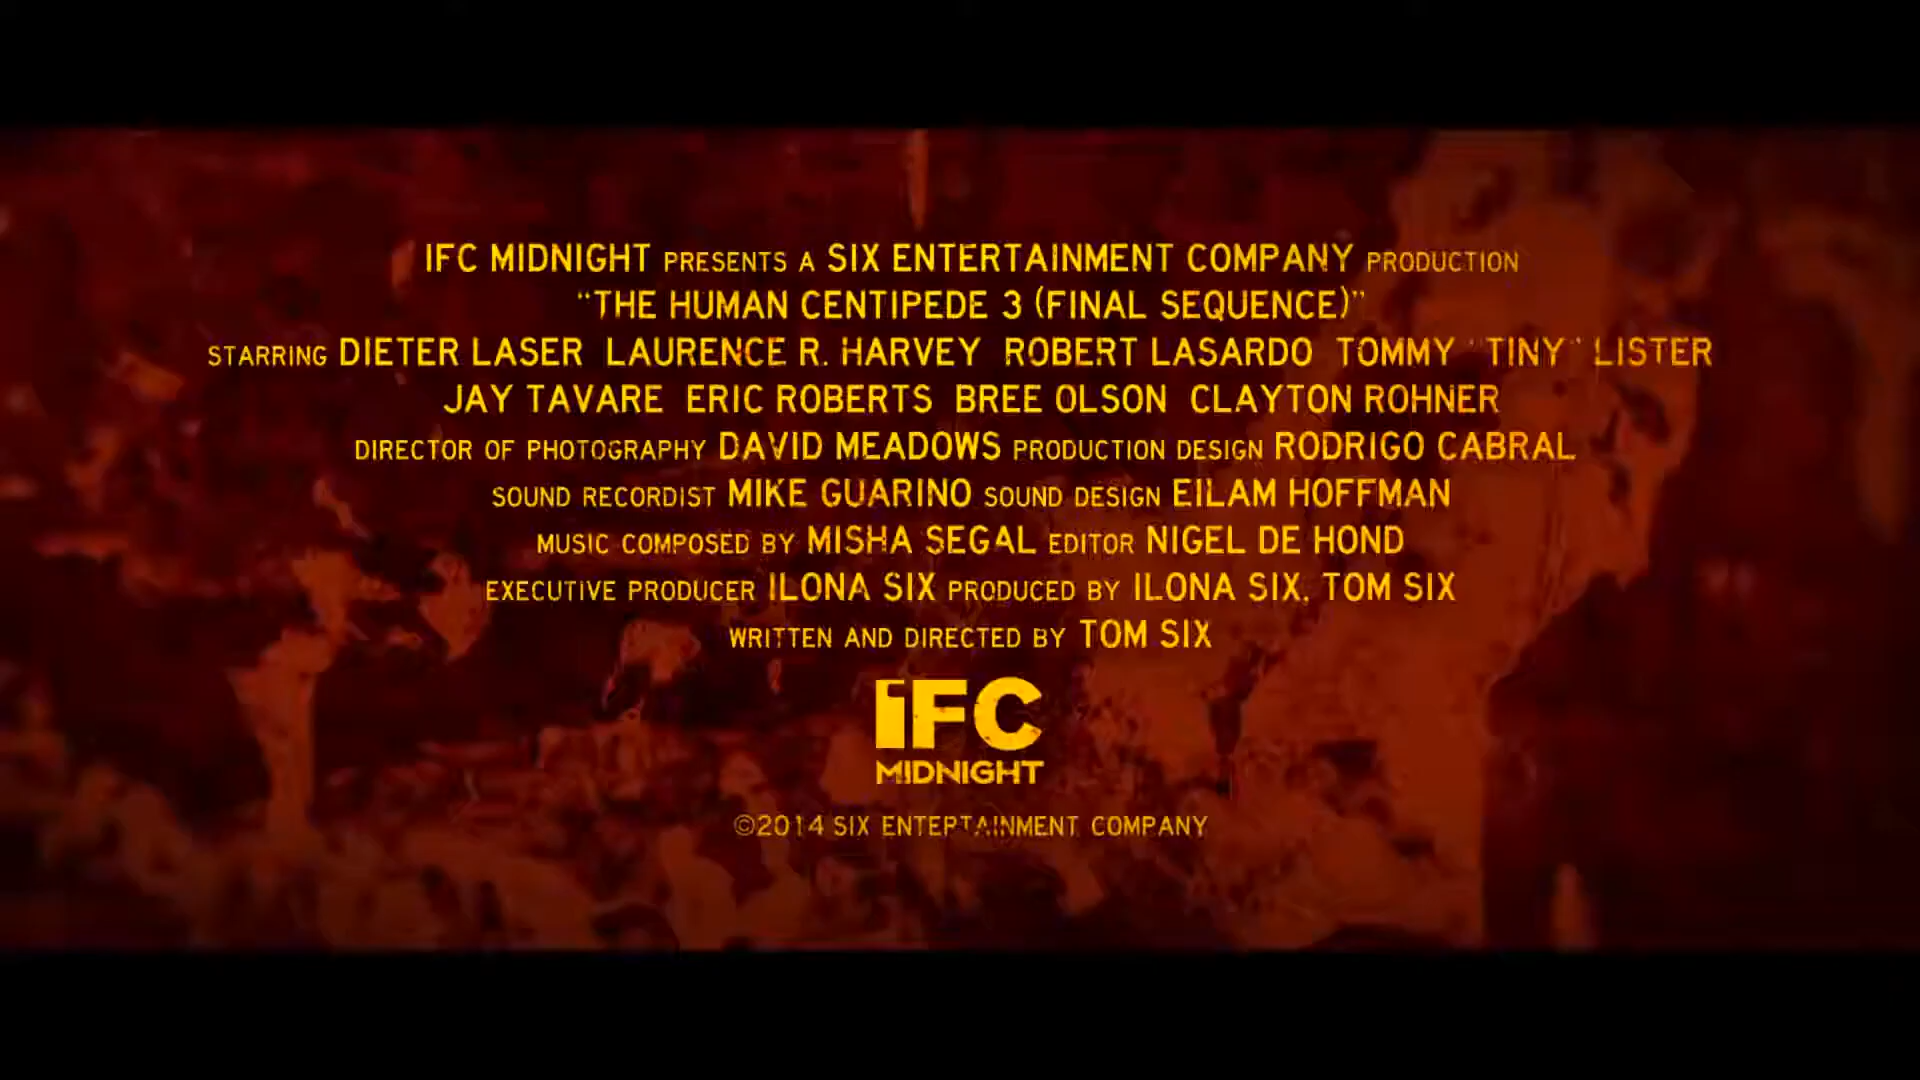 IFC MIDNIGHT PRESENTS A SIX ENTERTAINMENT COMPANY PRODUCTION
"THE HUMAN CENTIPEDE 3 (FINAL SEQUENCE)"
STARRING DIETER LASER LAURENCE R. HARVEY ROBERT LASARDO TOMMY "TINY" LISTER
JAY TAVARE ERIC ROBERTS BREE OLSON CLAYTON ROHNER
DIRECTOR OF PHOTOGRAPHY DAVID MEADOWS PRODUCTION DESIGN RODRIGO CABRAL
SOUND RECORDIST MIKE GUARINO SOUND DESIGN EILAM HOFFMAN
MUSIC COMPOSED BY MISHA SEGAL EDITOR NIGEL DE HOND
EXECUTIVE PRODUCER ILONA SIX PRODUCED BY ILONA SIX, TOM SIX
WRITTEN AND DIRECTED BY TOM SIX
iFC
MIDNIGHT
©2014 SIX ENTERTAINMENT COMPANY